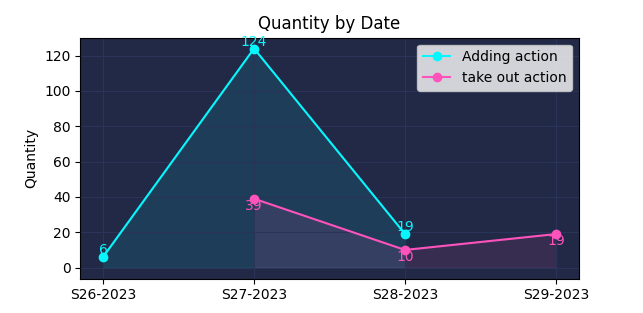 Quantity by Date
Adding action
take out action
Quantity
120
100
80
60
40
20
0
6
124
19
39
10
19
S26-2023
S27-2023
S28-2023
S29-2023